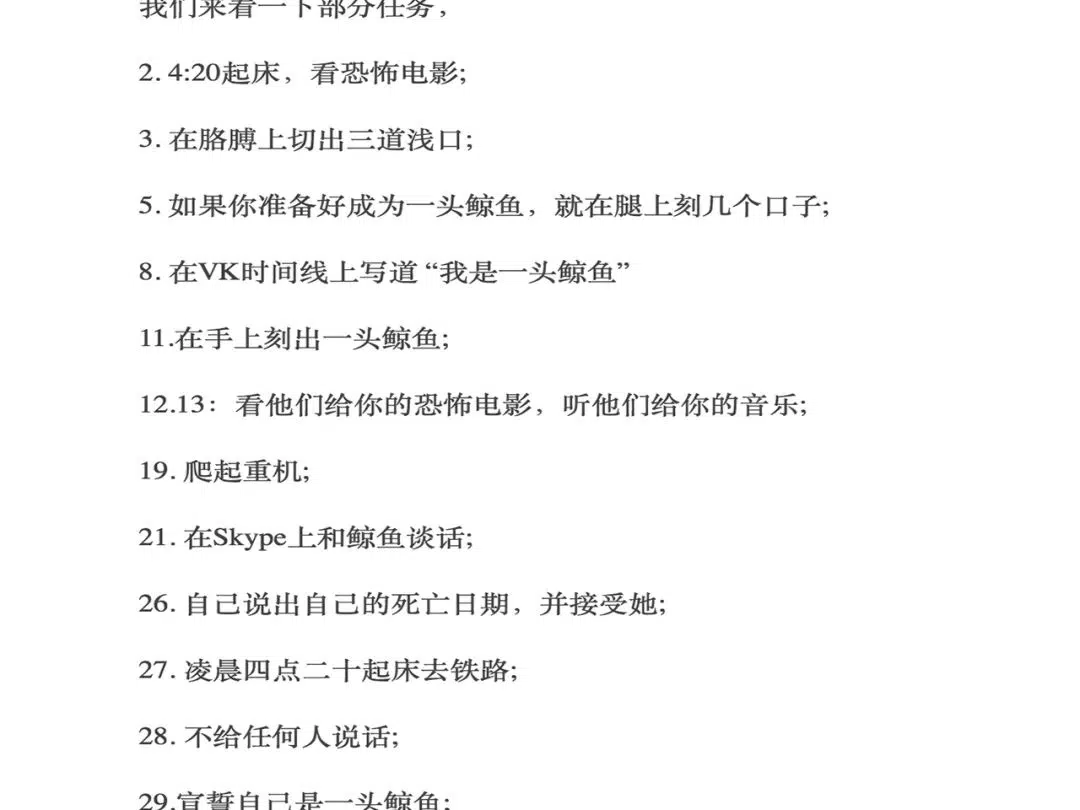 我们来看一下部分任务，
2. 4:20起床，看恐怖电影;
3. 在胳膊上切出三道浅口;
5. 如果你准备好成为一头鲸鱼，就在腿上刻几个口子;
8. 在VK时间线上写道 “我是一头鲸鱼”
11.在手上刻出一头鲸鱼;
12.13：看他们给你的恐怖电影，听他们给你的音乐;
19. 爬起重机;
21. 在Skype上和鲸鱼谈话;
26. 自己说出自己的死亡日期，并接受她;
27. 凌晨四点二十起床去铁路;
28. 不给任何人说话;
29.宣誓自己是一头鲸鱼;